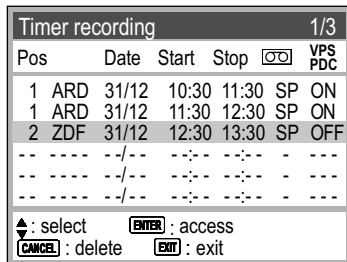 Timer recording 1/3
Pos Date Start Stop VPS PDC
1 ARD 31/12 10:30 11:30 SP ON
1 ARD 31/12 11:30 12:30 SP ON
2 ZDF 31/12 12:30 13:30 SP OFF
-- ---- --/-- --:-- --:-- - ---
-- ---- --/-- --:-- --:-- - ---
--/-- --:-- --:-- - ---
: select ENTER : access
CANCEL : delete EXIT : exit